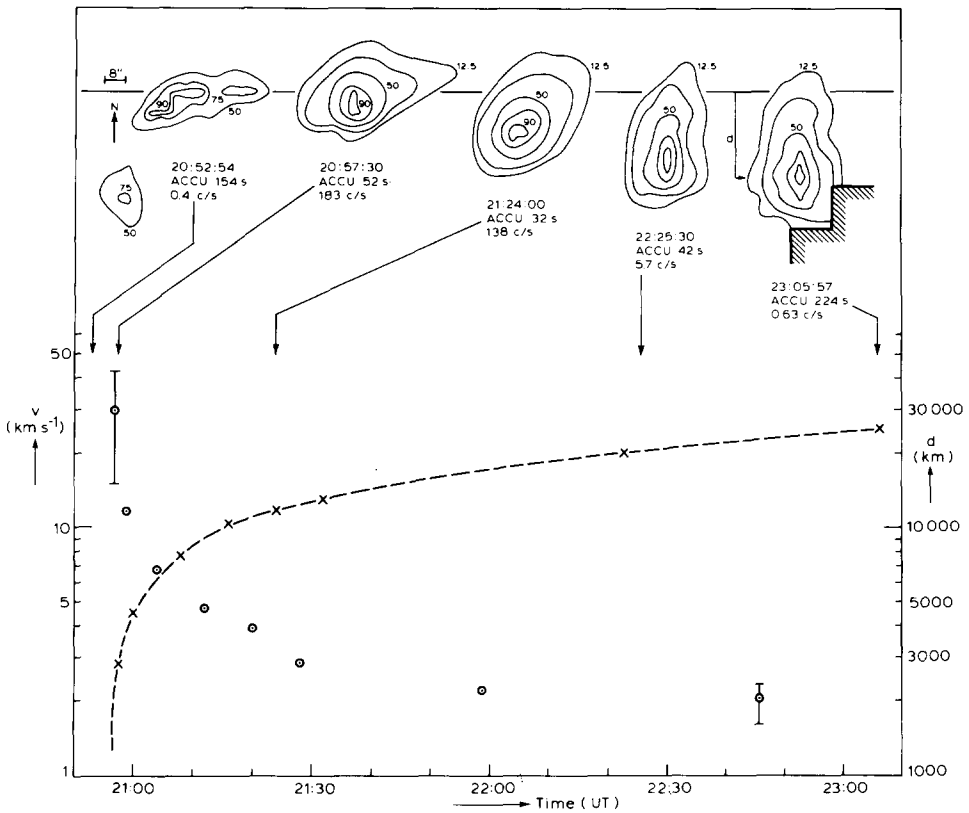 8"
N
90
75
50
75
50
20:52:54
ACCU 154 s
0.4 c/s
12.5
50
90
20:57:30
ACCU 52 s
183 c/s
12.5
50
90
21:24:00
ACCU 32 s
138 c/s
12.5
50
22:25:30
ACCU 42 s
5.7 c/s
12.5
50
d
23:05:57
ACCU 224 s
0.63 c/s
50
v
(km s⁻¹)
10
5
1
30 000
d
(km)
10 000
5000
3000
1000
21:00
21:30
22:00
22:30
23:00
Time (UT)